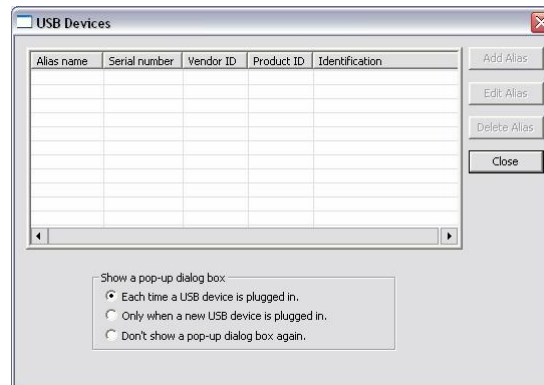 USB Devices
Alias name Serial number Vendor ID Product ID Identification
Add Alias
Edit Alias
Delete Alias
Close
Show a pop-up dialog box
Each time a USB device is plugged in.
Only when a new USB device is plugged in.
Don't show a pop-up dialog box again.